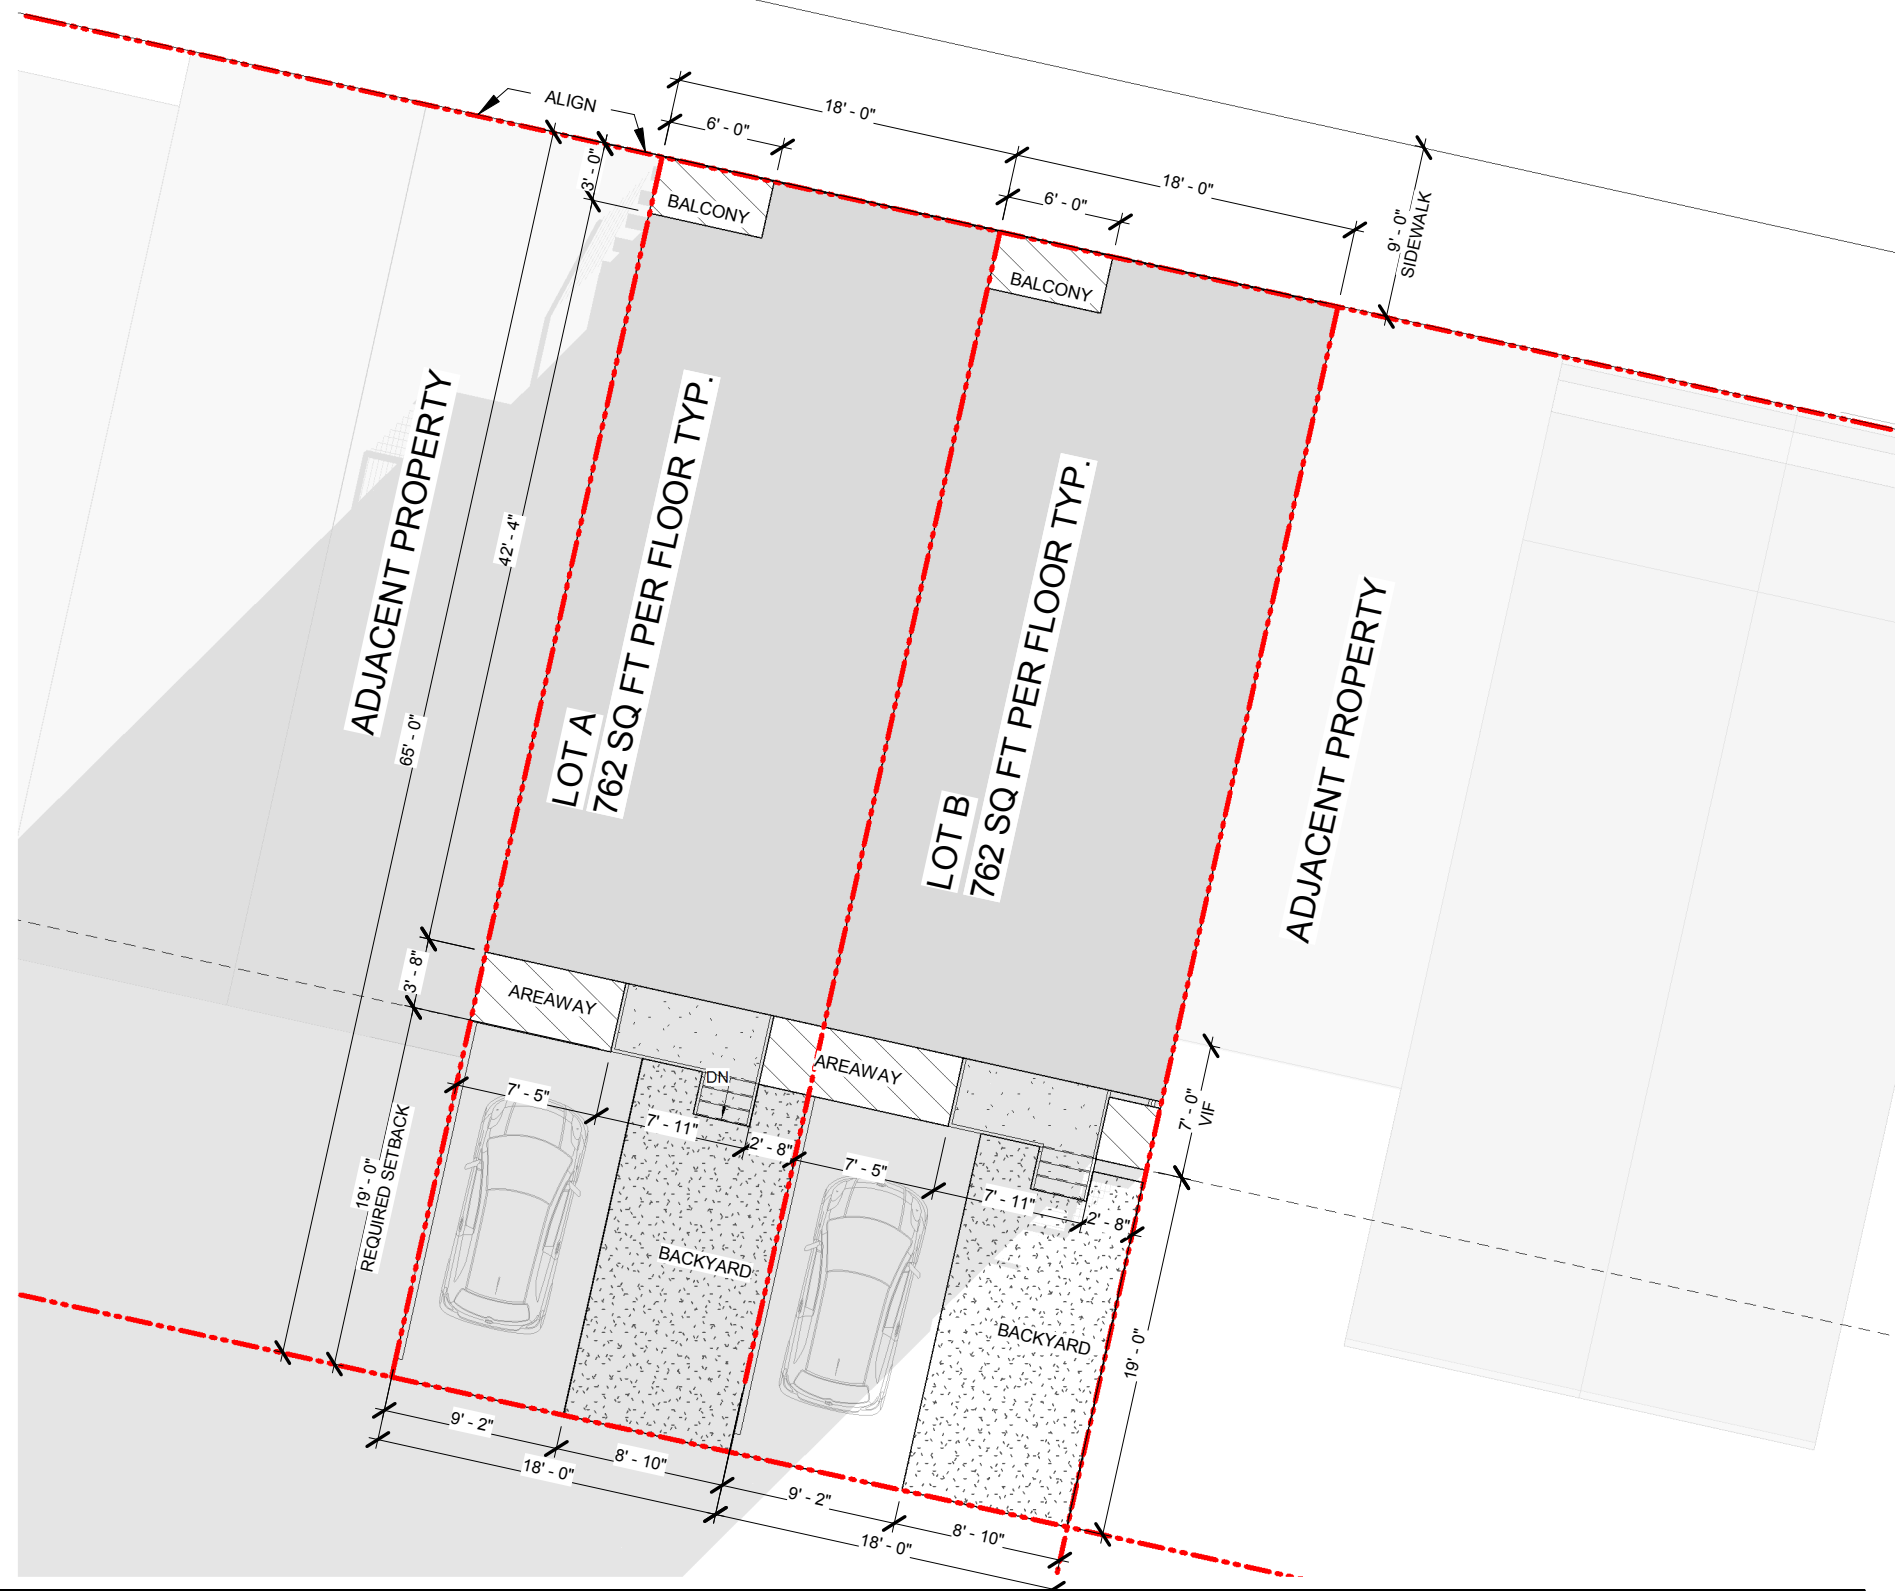 ALIGN
18' - 0"
6' - 0"
3' - 0"
BALCONY
18' - 0"
6' - 0"
BALCONY
9' - 0"
SIDEWALK
ADJACENT PROPERTY
42' - 4"
65' - 0"
LOT A
762 SQ FT PER FLOOR TYP.
LOT B
762 SQ FT PER FLOOR TYP.
ADJACENT PROPERTY
3' - 8"
AREAWAY
AREAWAY
DN
7' - 5"
7' - 11"
2' - 8"
7' - 5"
7' - 11"
2' - 8"
7' - 0"
VIF
19' - 0"
REQUIRED SETBACK
BACKYARD
BACKYARD
19' - 0"
9' - 2"
8' - 10"
18' - 0"
9' - 2"
8' - 10"
18' - 0"